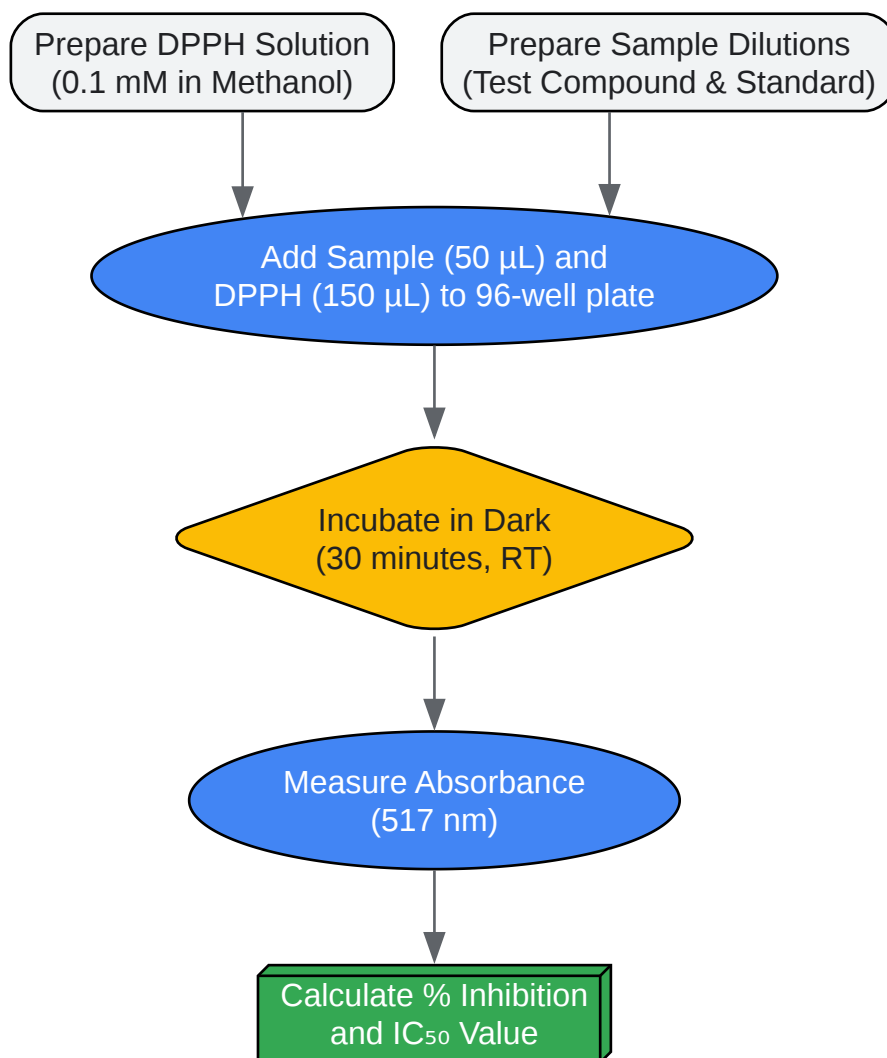 Prepare DPPH Solution
(0.1 mM in Methanol)
Prepare Sample Dilutions
(Test Compound & Standard)
Add Sample (50 µL) and
DPPH (150 µL) to 96-well plate
Incubate in Dark
(30 minutes, RT)
Measure Absorbance
(517 nm)
Calculate % Inhibition
and IC₅₀ Value